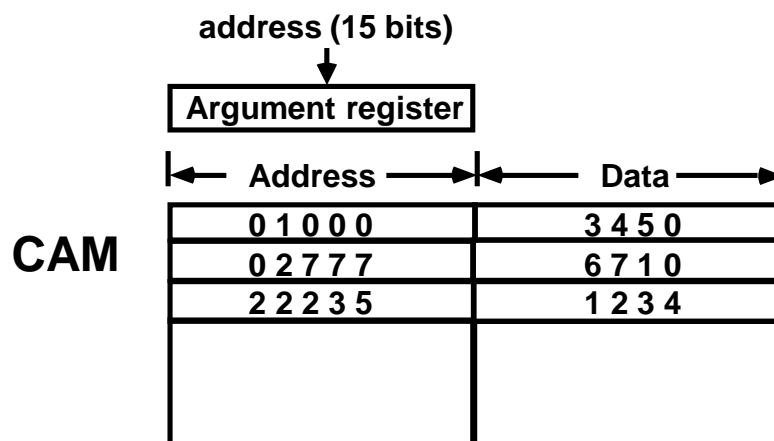 address (15 bits)
Argument register
Address Data
CAM
0 1 0 0 0 3 4 5 0
0 2 7 7 7 6 7 1 0
2 2 2 3 5 1 2 3 4